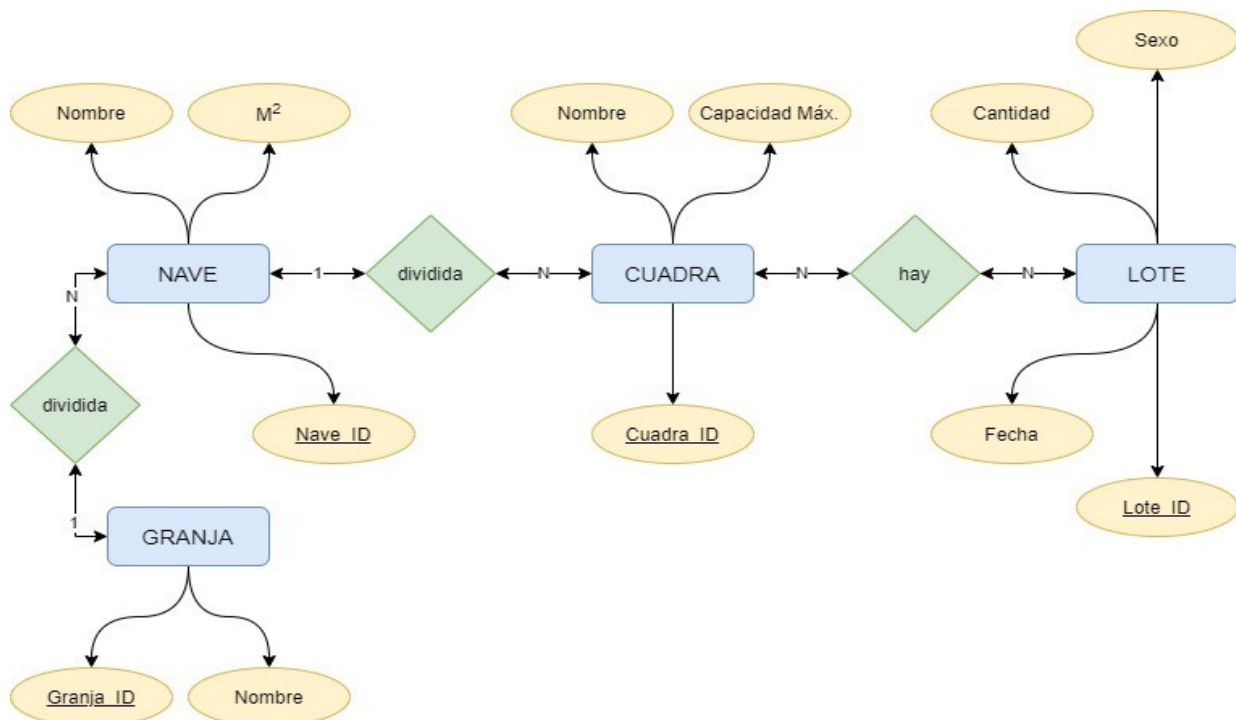 Sexo
Nombre
M²
Nombre
Capacidad Máx.
Cantidad
NAVE
1
dividida
N
CUADRA
N
hay
N
LOTE
N
dividida
Nave_ID
Cuadra_ID
Fecha
Lote_ID
1
GRANJA
Granja_ID
Nombre